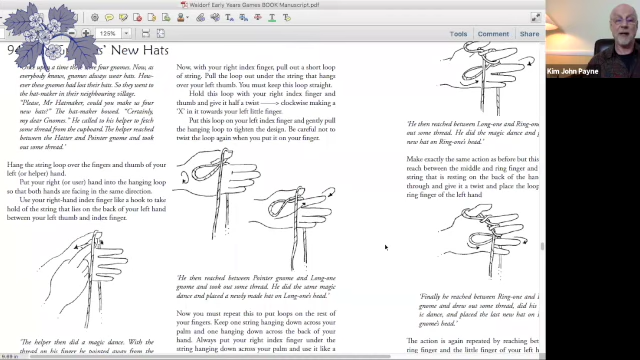 Waldorf Early Years Games BOOK Manuscript.pdf
125%
Tools
Comment
Share
Kim John Payne
' New Hats
upon a time there were four gnomes. Now, as
everybody knows, gnomes always wear hats. How-
ever these gnomes had lost their hats. So they went to
the hat-maker in their neighbouring village.
"Please, Mr Hatmaker, could you make us four
new hats?" The hat-maker bowed. "Certainly,
my dear Gnomes." He called to his helper to fetch
some thread from the cupboard. The helper reached
between the Hatter and Pointer gnome and took
out some thread.'
Hang the string loop over the fingers and thumb of your
left (or helper) hand.
Put your right (or user) hand into the hanging loop
so that both hands are facing in the same direction.
Use your right-hand index finger like a hook to take
hold of the string that lies on the back of your left hand
between your left thumb and index finger.
The helper then did a magic dance. With the
thread on his finger he pointed away from the
Now, with your right index finger, pull out a short loop
of string. Pull the loop out under the string that hangs
over your left thumb. You must keep this loop straight.
Hold this loop with your right index finger and
thumb and give it half a twist ——> clockwise making a
'X' in it towards your left little finger.
Put this loop on your left index finger and gently pull
the hanging loop to tighten the design. Be careful not to
twist the loop again when you put it on your finger.
'He then reached between Pointer gnome and Long-one
gnome and took out some thread. He did the same magic
dance and placed a newly made hat on Long-one's head.'
Now you must repeat this to put loops on the rest of
your fingers. Keep one string hanging down across your
palm and one hanging down across the back of your
hand. Always put your right index finger under the
string hanging down across your palm and use it like a
'He then reached between Long-one and Ring-one
out some thread. He did the magic dance and
new hat on Ring-one's head.'
Make exactly the same action as before but this
reach between the middle and ring finger and
string that is resting on the back of the hand
through and give it a twist and place the loop
ring finger of the left hand
'Finally he reached between Ring-one and
gnome and drew out some thread, did his
dance, and placed the last new hat on
gnome's head.'
The action is again repeated by reaching be
ring finger and the little finger of your left h